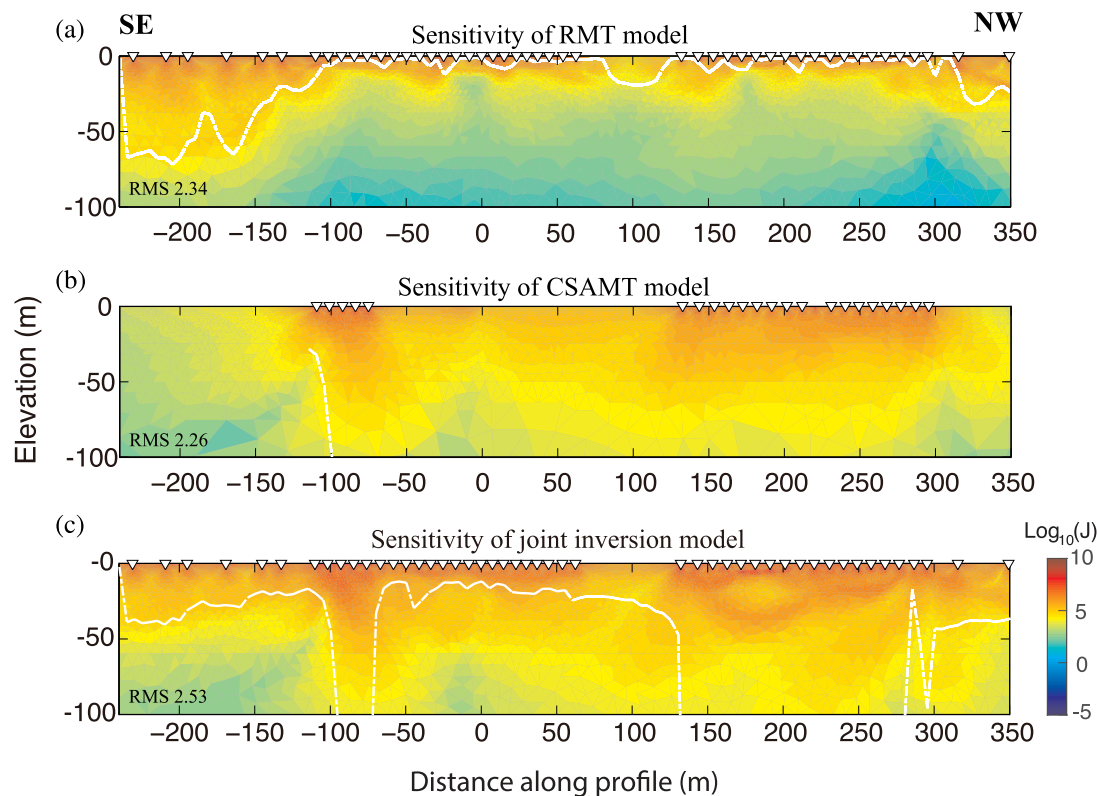 (a) SE NW
Sensitivity of RMT model
0
-50
RMS 2.34
-100
−200 −150 −100 −50 0 50 100 150 200 250 300 350
(b)
Sensitivity of CSAMT model
0
-50
RMS 2.26
-100
−200 −150 −100 −50 0 50 100 150 200 250 300 350
Elevation (m)
(c)
Sensitivity of joint inversion model
-0
-50
RMS 2.53
-100
−200 −150 −100 −50 0 50 100 150 200 250 300 350
Log10(J)
10
5
0
-5
Distance along profile (m)